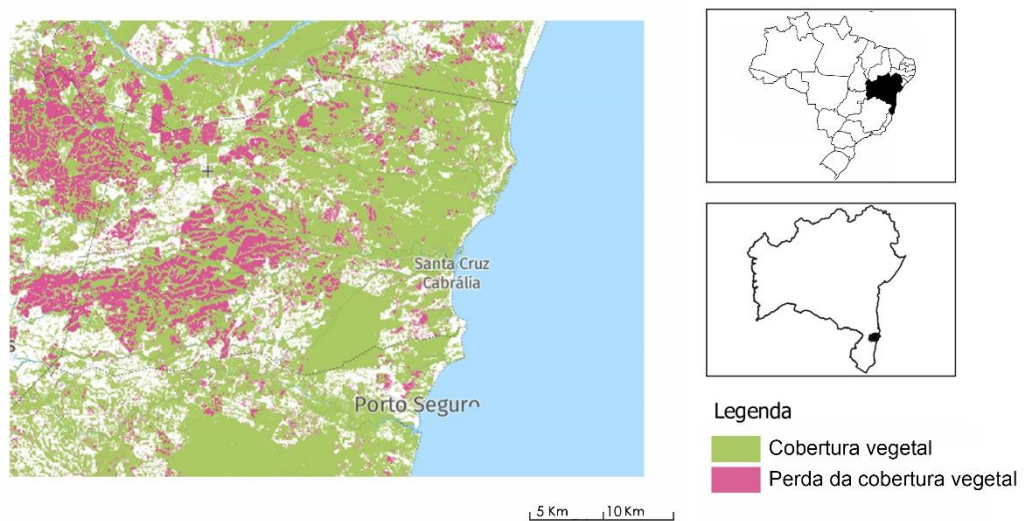 Santa Cruz
Cabrália
s
Porto Seguro
Legenda
Cobertura vegetal
Perda da cobertura vegetal
5 Km
10 Km